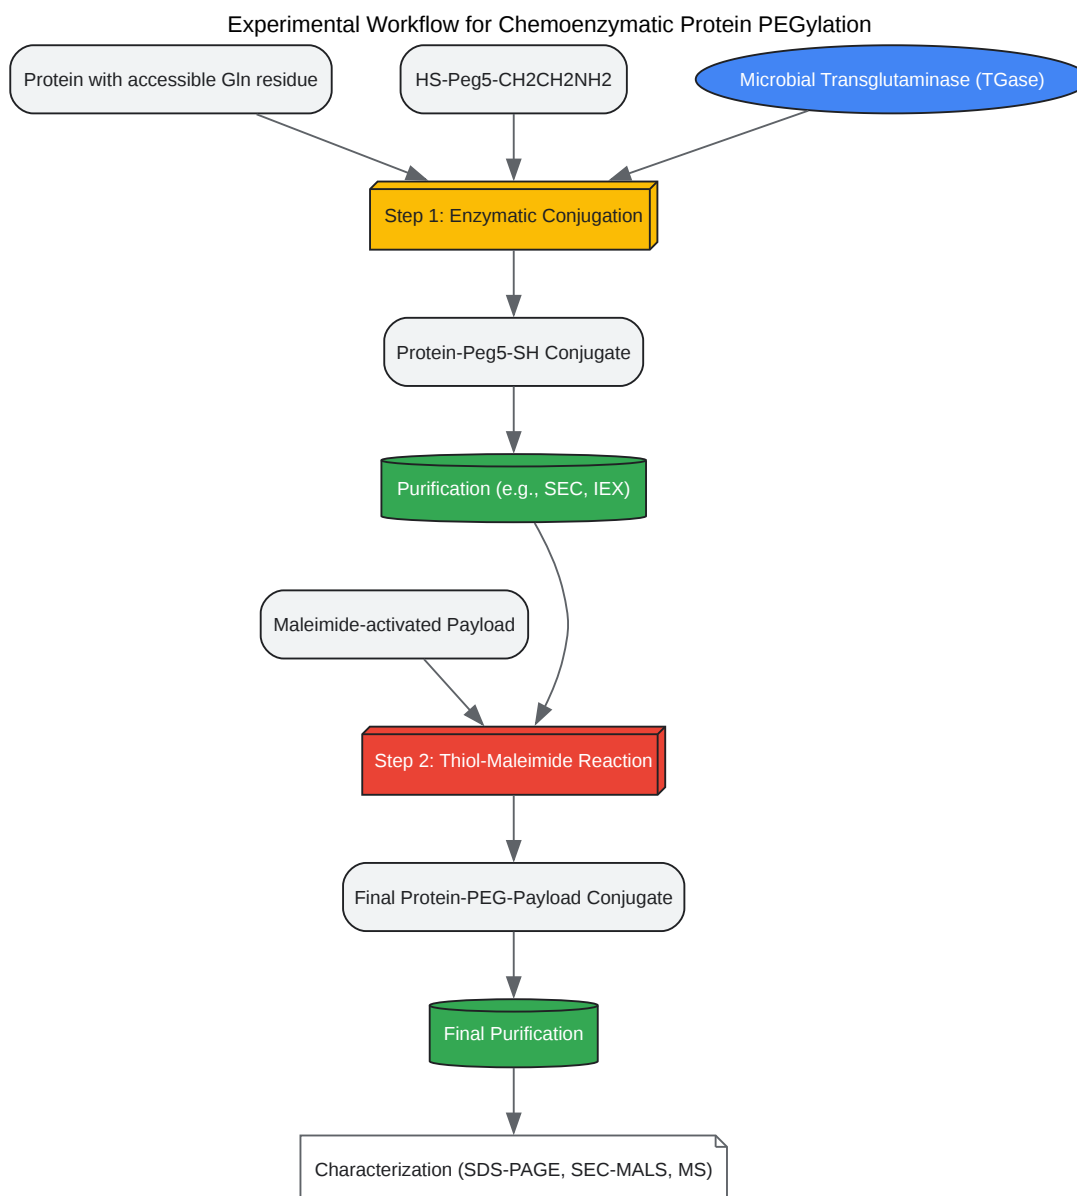 Experimental Workflow for Chemoenzymatic Protein PEGylation
Protein with accessible Gln residue
HS-Peg5-CH2CH2NH2
Microbial Transglutaminase (TGase)
Step 1: Enzymatic Conjugation
Protein-Peg5-SH Conjugate
Purification (e.g., SEC, IEX)
Maleimide-activated Payload
Step 2: Thiol-Maleimide Reaction
Final Protein-PEG-Payload Conjugate
Final Purification
Characterization (SDS-PAGE, SEC-MALS, MS)